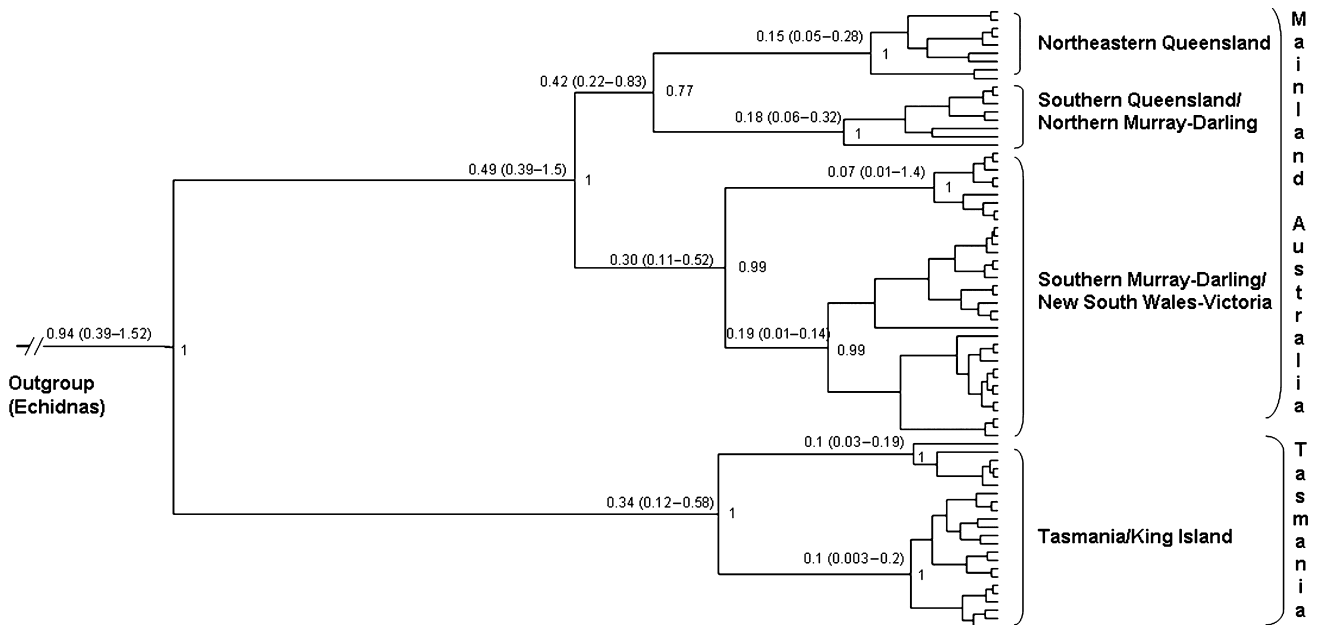 0.15 (0.05–0.28)
1
Northeastern Queensland
0.42 (0.22–0.83)
0.77
0.18 (0.06–0.32)
1
Southern Queensland/
Northern Murray-Darling
0.49 (0.39–1.5)
1
0.07 (0.01–1.4)
1
0.30 (0.11–0.52)
0.99
Southern Murray-Darling/
New South Wales-Victoria
0.19 (0.01–0.14)
0.99
0.94 (0.39–1.52)
1
Outgroup
(Echidnas)
0.1 (0.03–0.19)
1
0.34 (0.12–0.58)
1
Tasmania/King Island
0.1 (0.003–0.2)
1
Mainland Australia
Tasmania